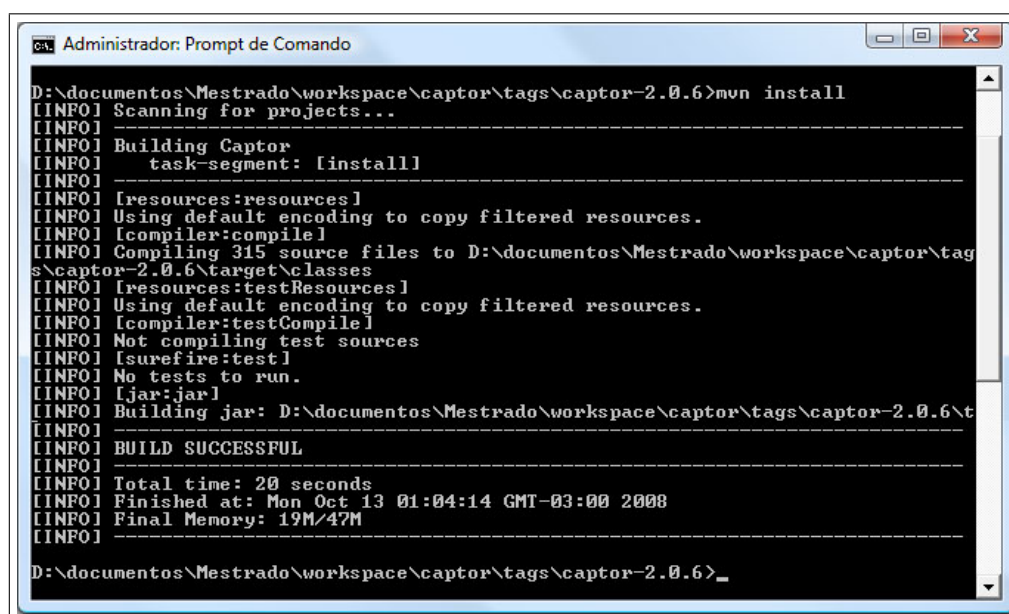 Administrador: Prompt de Comando
D:\documentos\Mestrado\workspace\captor\tags\captor-2.0.6>mvn install
[INFO] Scanning for projects...
[INFO] ------------------------------------------------------------------------
[INFO] Building Captor
[INFO]    task-segment: [install]
[INFO] ------------------------------------------------------------------------
[INFO] [resources:resources]
[INFO] Using default encoding to copy filtered resources.
[INFO] [compiler:compile]
[INFO] Compiling 315 source files to D:\documentos\Mestrado\workspace\captor\tag
s\captor-2.0.6\target\classes
[INFO] [resources:testResources]
[INFO] Using default encoding to copy filtered resources.
[INFO] [compiler:testCompile]
[INFO] Not compiling test sources
[INFO] [surefire:test]
[INFO] No tests to run.
[INFO] [jar:jar]
[INFO] Building jar: D:\documentos\Mestrado\workspace\captor\tags\captor-2.0.6\t
[INFO] ------------------------------------------------------------------------
[INFO] BUILD SUCCESSFUL
[INFO] ------------------------------------------------------------------------
[INFO] Total time: 20 seconds
[INFO] Finished at: Mon Oct 13 01:04:14 GMT-03:00 2008
[INFO] Final Memory: 19M/47M
[INFO] ------------------------------------------------------------------------
D:\documentos\Mestrado\workspace\captor\tags\captor-2.0.6>_